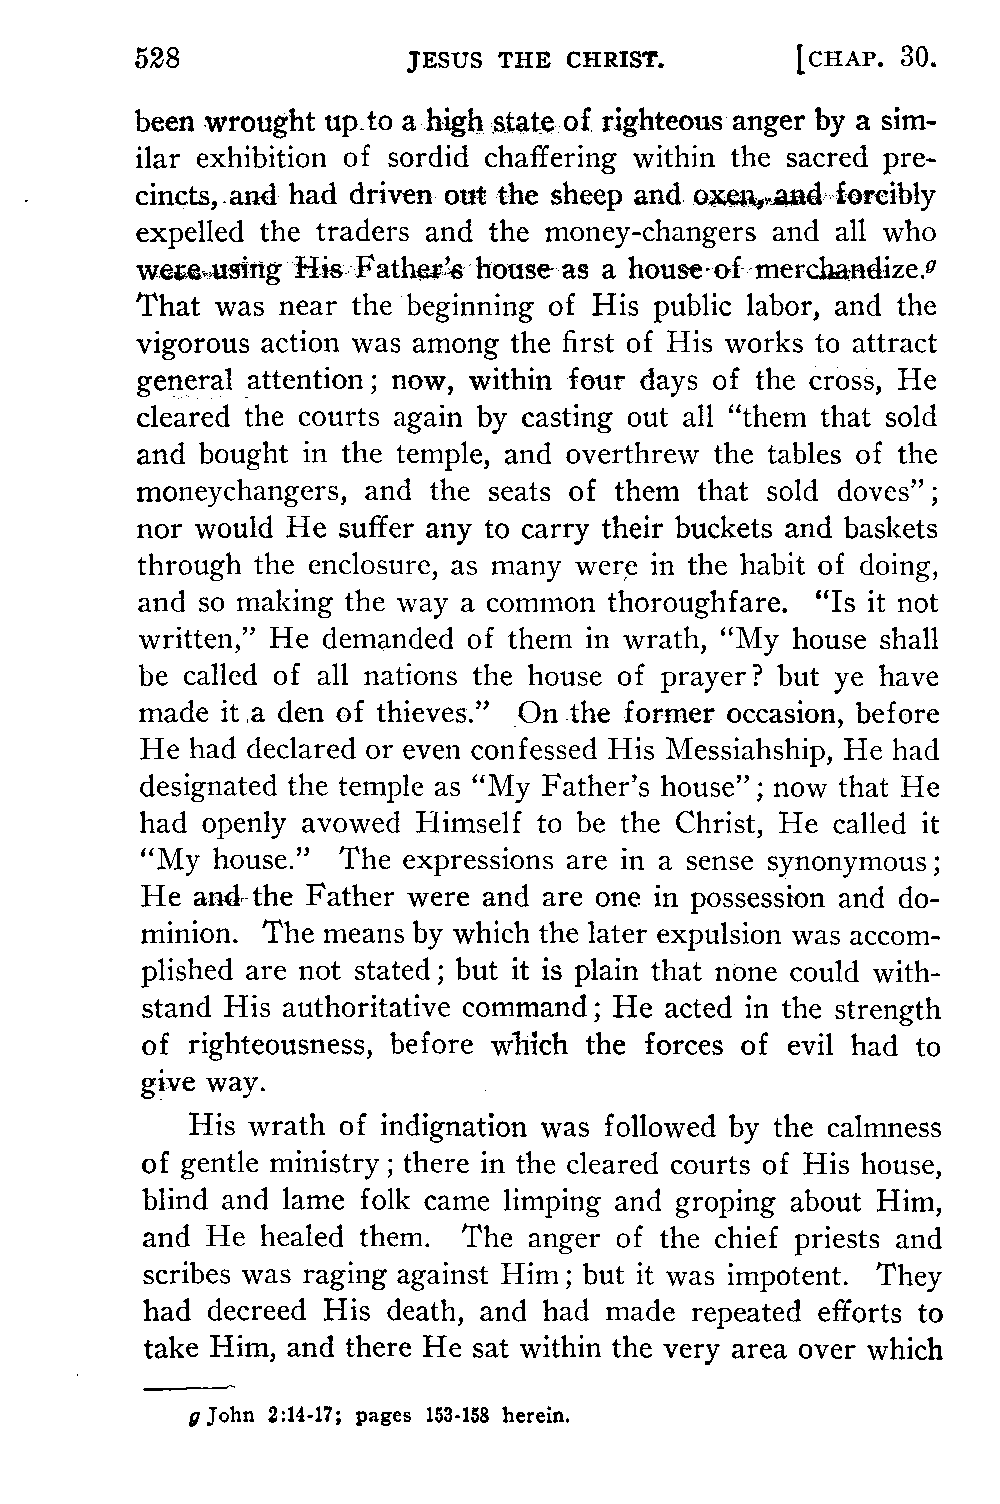 528 JESUS THE CHRIST. [CHAP. 30.
been wrought up to a high state of righteous anger by a sim-
ilar exhibition of sordid chaffering within the sacred pre-
cincts, and had driven out the sheep and oxen, and forcibly
expelled the traders and the money-changers and all who
were using His Father's house as a house of merchandize.g
That was near the beginning of His public labor, and the
vigorous action was among the first of His works to attract
general attention; now, within four days of the cross, He
cleared the courts again by casting out all “them that sold
and bought in the temple, and overthrew the tables of the
moneychangers, and the seats of them that sold doves”;
nor would He suffer any to carry their buckets and baskets
through the enclosure, as many were in the habit of doing,
and so making the way a common thoroughfare. “Is it not
written,” He demanded of them in wrath, “My house shall
be called of all nations the house of prayer? but ye have
made it a den of thieves.” On the former occasion, before
He had declared or even confessed His Messiahship, He had
designated the temple as “My Father's house”; now that He
had openly avowed Himself to be the Christ, He called it
“My house.” The expressions are in a sense synonymous;
He and the Father were and are one in possession and do-
minion. The means by which the later expulsion was accom-
plished are not stated; but it is plain that none could with-
stand His authoritative command; He acted in the strength
of righteousness, before which the forces of evil had to
give way.
His wrath of indignation was followed by the calmness
of gentle ministry; there in the cleared courts of His house,
blind and lame folk came limping and groping about Him,
and He healed them. The anger of the chief priests and
scribes was raging against Him; but it was impotent. They
had decreed His death, and had made repeated efforts to
take Him, and there He sat within the very area over which
g John 2:14-17; pages 153-158 herein.